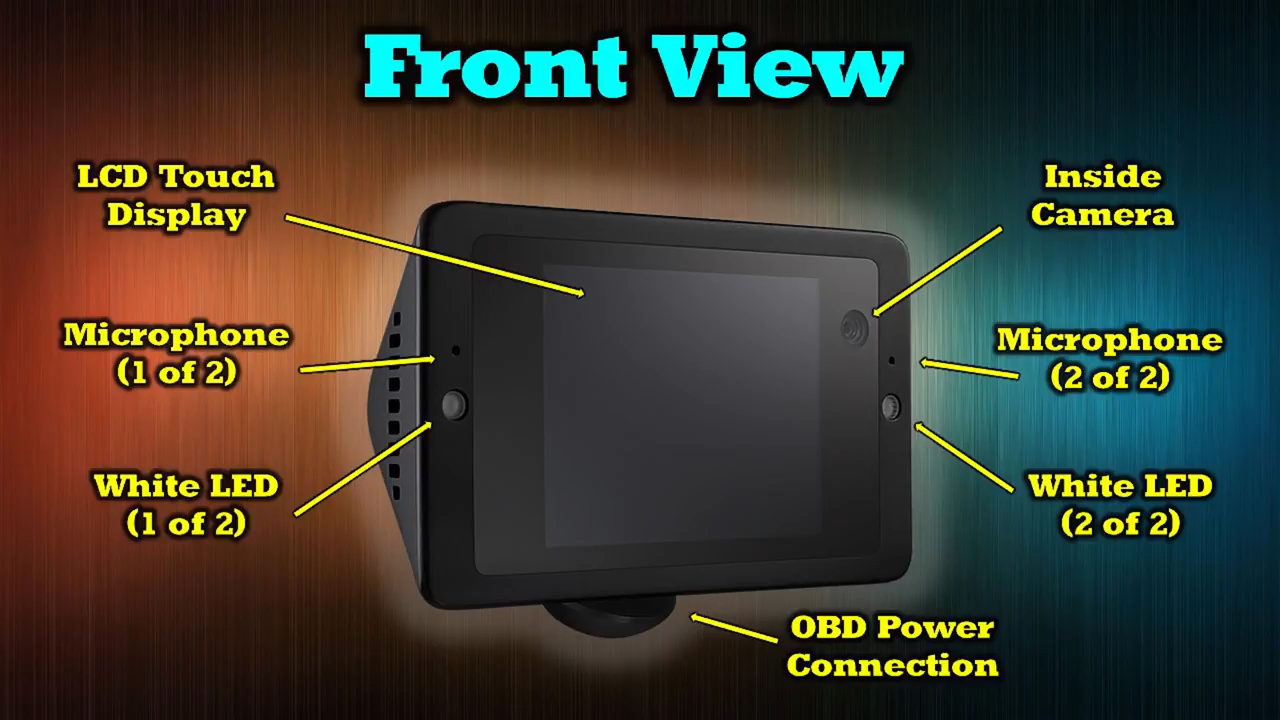 Front View
LCD Touch
Display
Inside
Camera
Microphone
(1 of 2)
Microphone
(2 of 2)
White LED
(1 of 2)
White LED
(2 of 2)
OBD Power
Connection